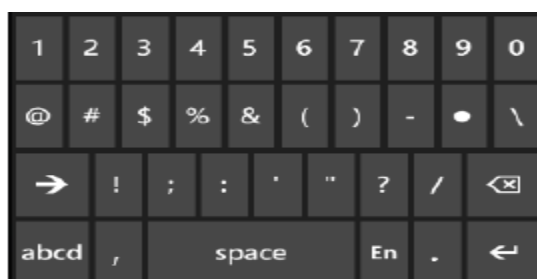 1 2 3 4 5 6 7 8 9 0
@ # $ % & ( ) - ● \
→ ! ; : ' " ? /
abcd , space En . ↵